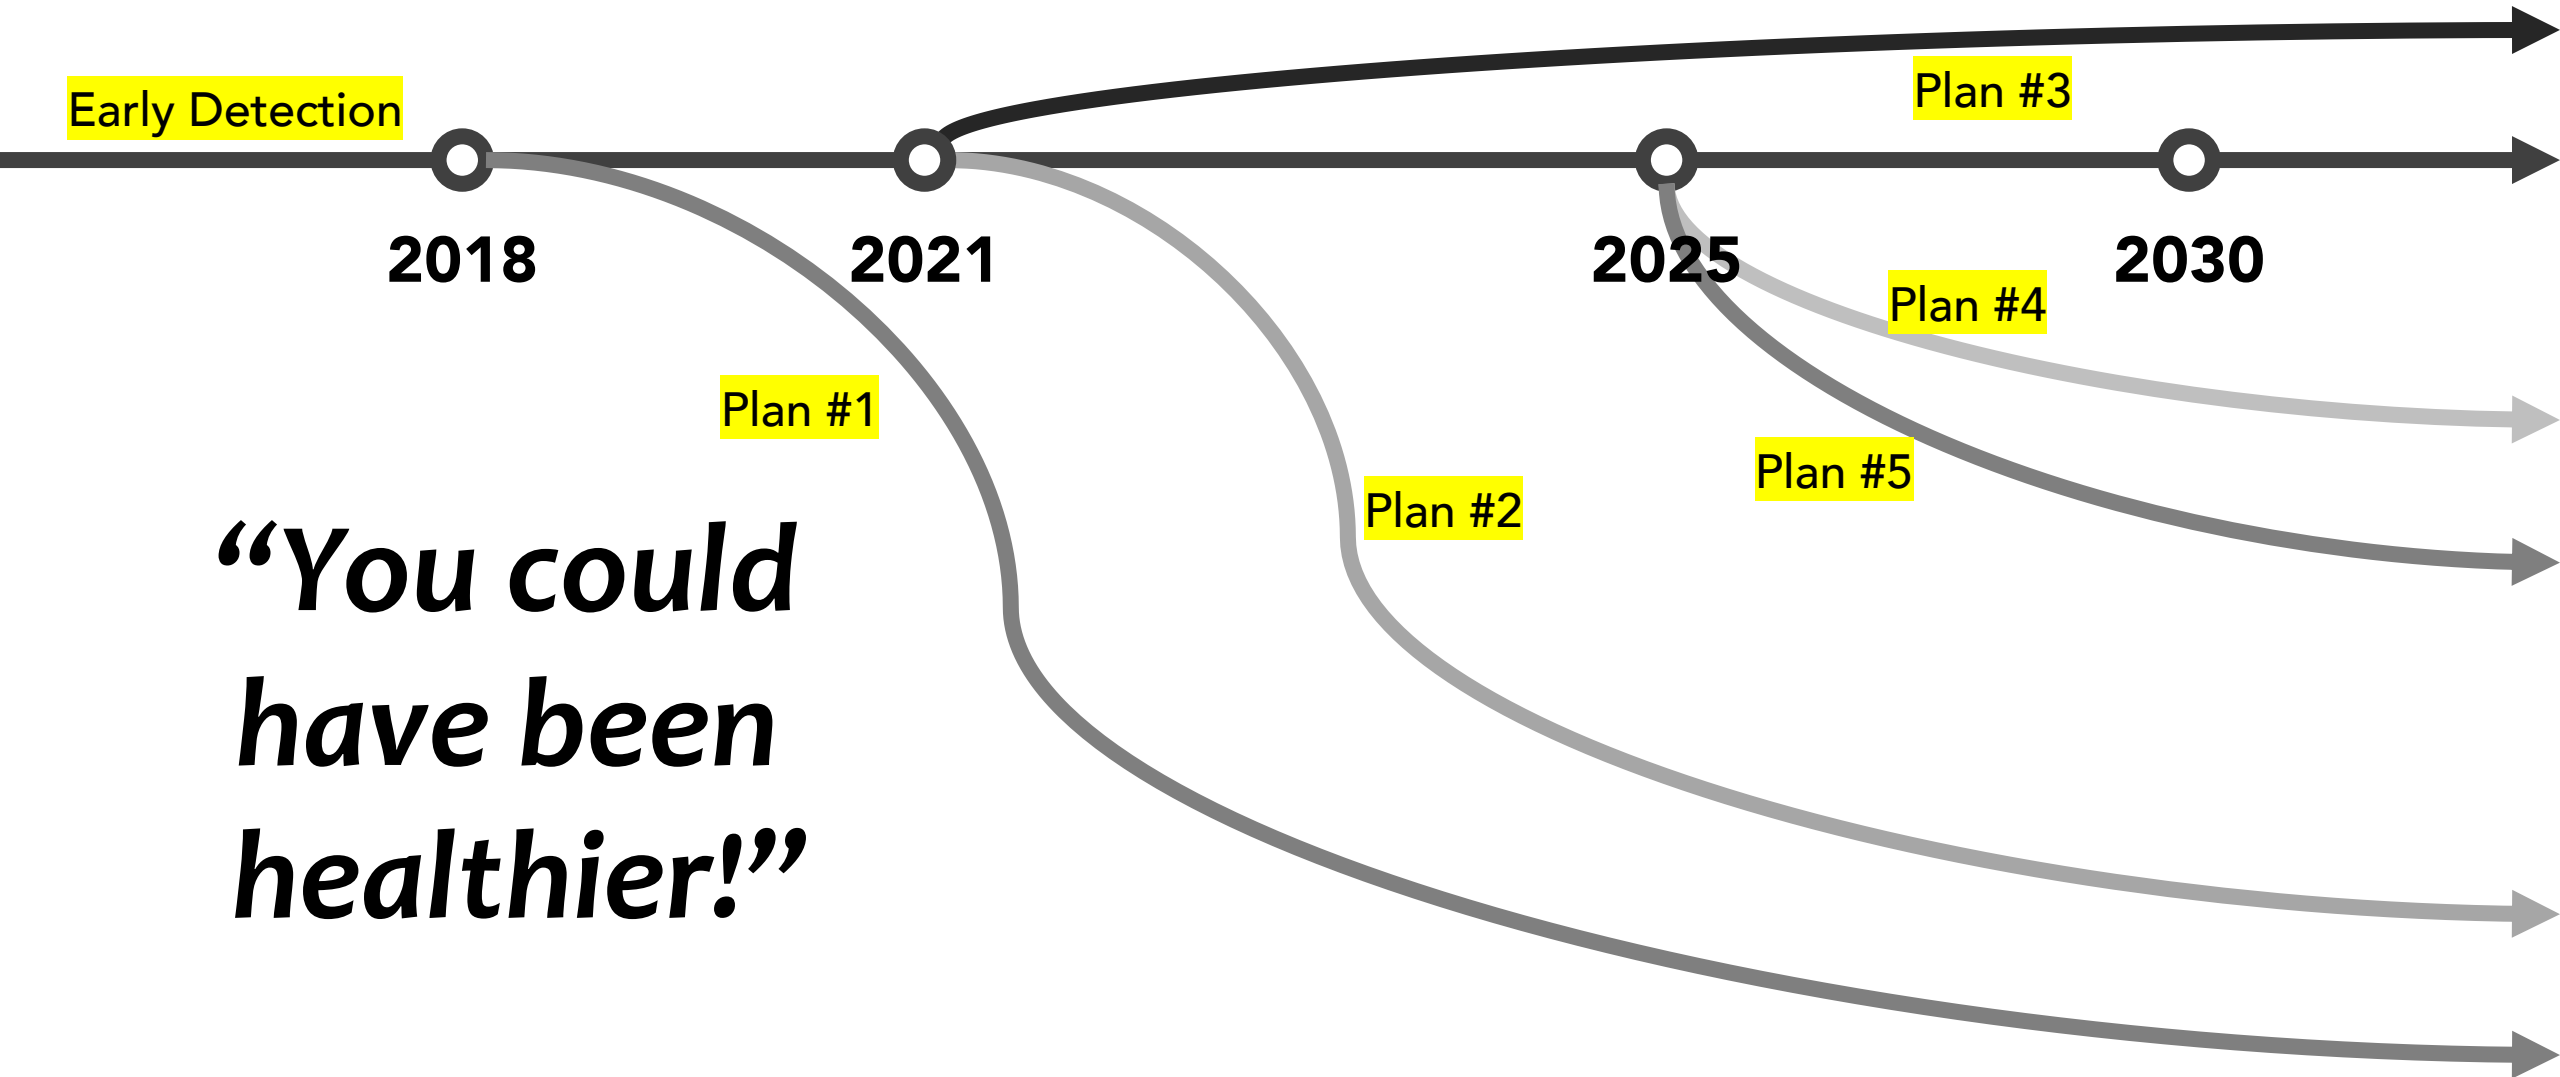 Early Detection
Plan #3
2018
2021
2025
2030
Plan #4
Plan #1
Plan #5
Plan #2
“You could
have been
healthier!”